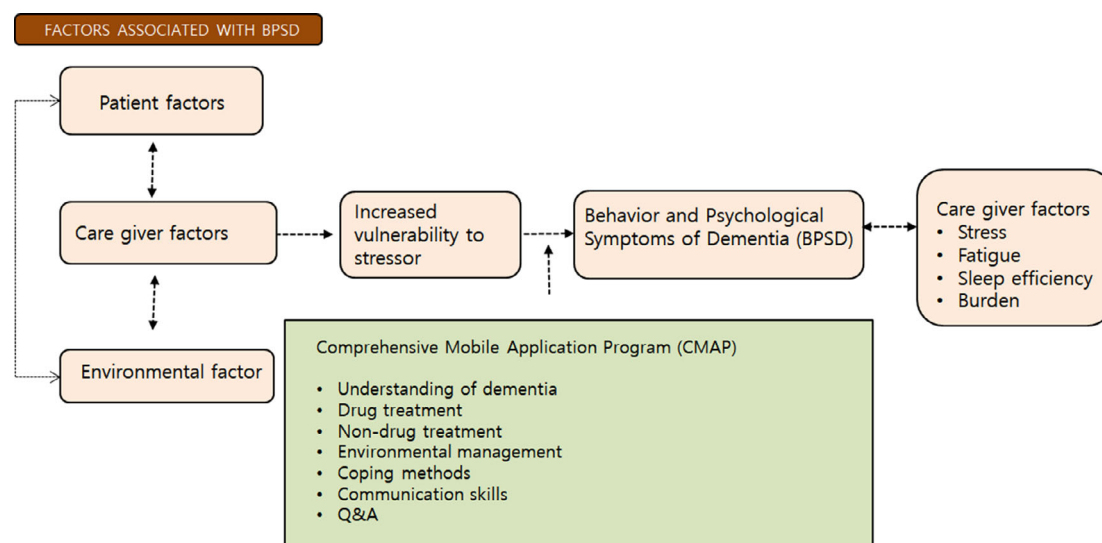 FACTORS ASSOCIATED WITH BPSD
Patient factors
Care giver factors
Environmental factor
Increased
vulnerability to
stressor
Behavior and Psychological
Symptoms of Dementia (BPSD)
Care giver factors
• Stress
• Fatigue
• Sleep efficiency
• Burden
Comprehensive Mobile Application Program (CMAP)
• Understanding of dementia
• Drug treatment
• Non-drug treatment
• Environmental management
• Coping methods
• Communication skills
• Q&A